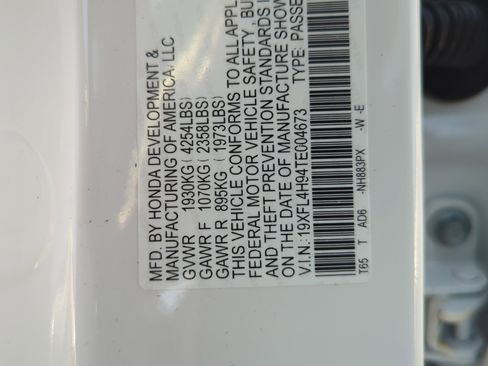 MFD. BY HONDA DEVELOPMENT &
MANUFACTURING OF AMERICA, LLC
GVWR 1930KG ( 4254LBS)
GAWR F 1070KG ( 2358LBS)
GAWR R 895KG ( 1973LBS)
THIS VEHICLE CONFORMS TO ALL APPL
FEDERAL MOTOR VEHICLE SAFETY, BU
AND THEFT PREVENTION STANDARDS I
ON THE DATE OF MANUFACTURE SHOW
V.I.N: 19XFL4H94TE004673 TYPE: PASSE
T65 T AD6 -NH883PX -W -E